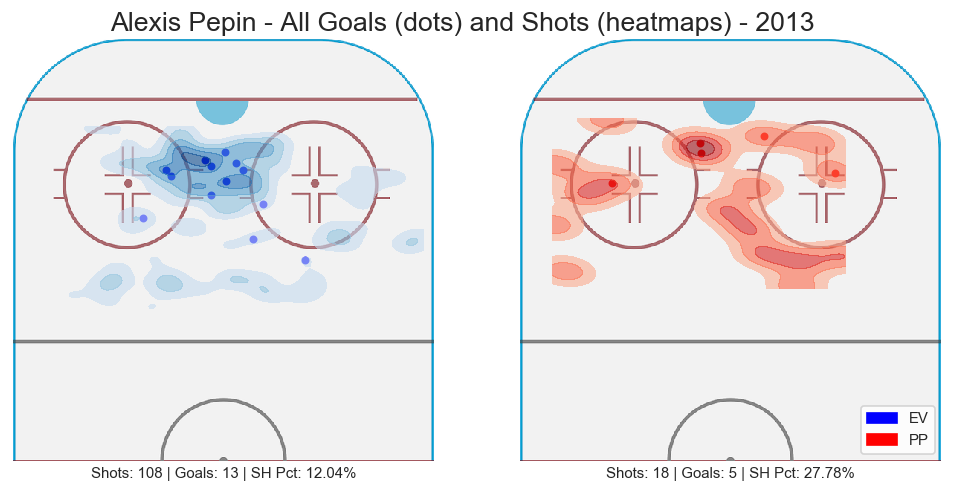 Alexis Pepin - All Goals (dots) and Shots (heatmaps) - 2013
EV
PP
Shots: 108 | Goals: 13 | SH Pct: 12.04%
Shots: 18 | Goals: 5 | SH Pct: 27.78%